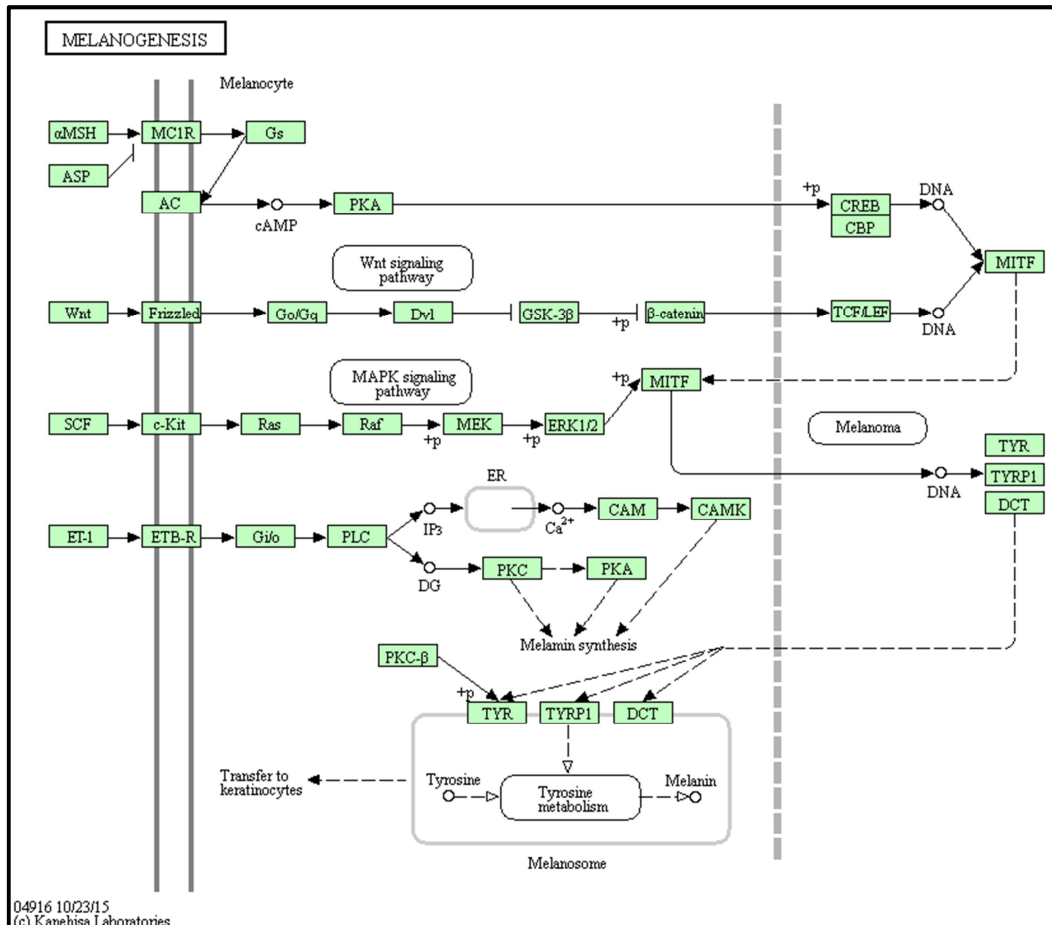 MELANOGENESIS
Melanocyte
αMSH
MC1R
Gs
ASP
AC
cAMP
PKA
+p
CREB
CBP
DNA
MITF
Wnt signaling
pathway
Wnt
Frizzled
Go/Gq
Dvl
GSK-3β
+p
β-catenin
TCF/LEF
DNA
MAPK signaling
pathway
+p
MITF
SCF
c-Kit
Ras
Raf
+p
MEK
+p
ERK1/2
Melanoma
TYR
TYRP1
DCT
DNA
ER
ET-1
ETB-R
Gi/o
PLC
IP3
Ca2+
CAM
CAMK
DG
PKC
PKA
Melamin synthesis
PKC-β
+p
TYR
TYRP1
DCT
Transfer to
keratinocytes
Tyrosine
Tyrosine
metabolism
Melanin
Melanosome
04916 10/23/15
(c) Kanehisa Laboratories